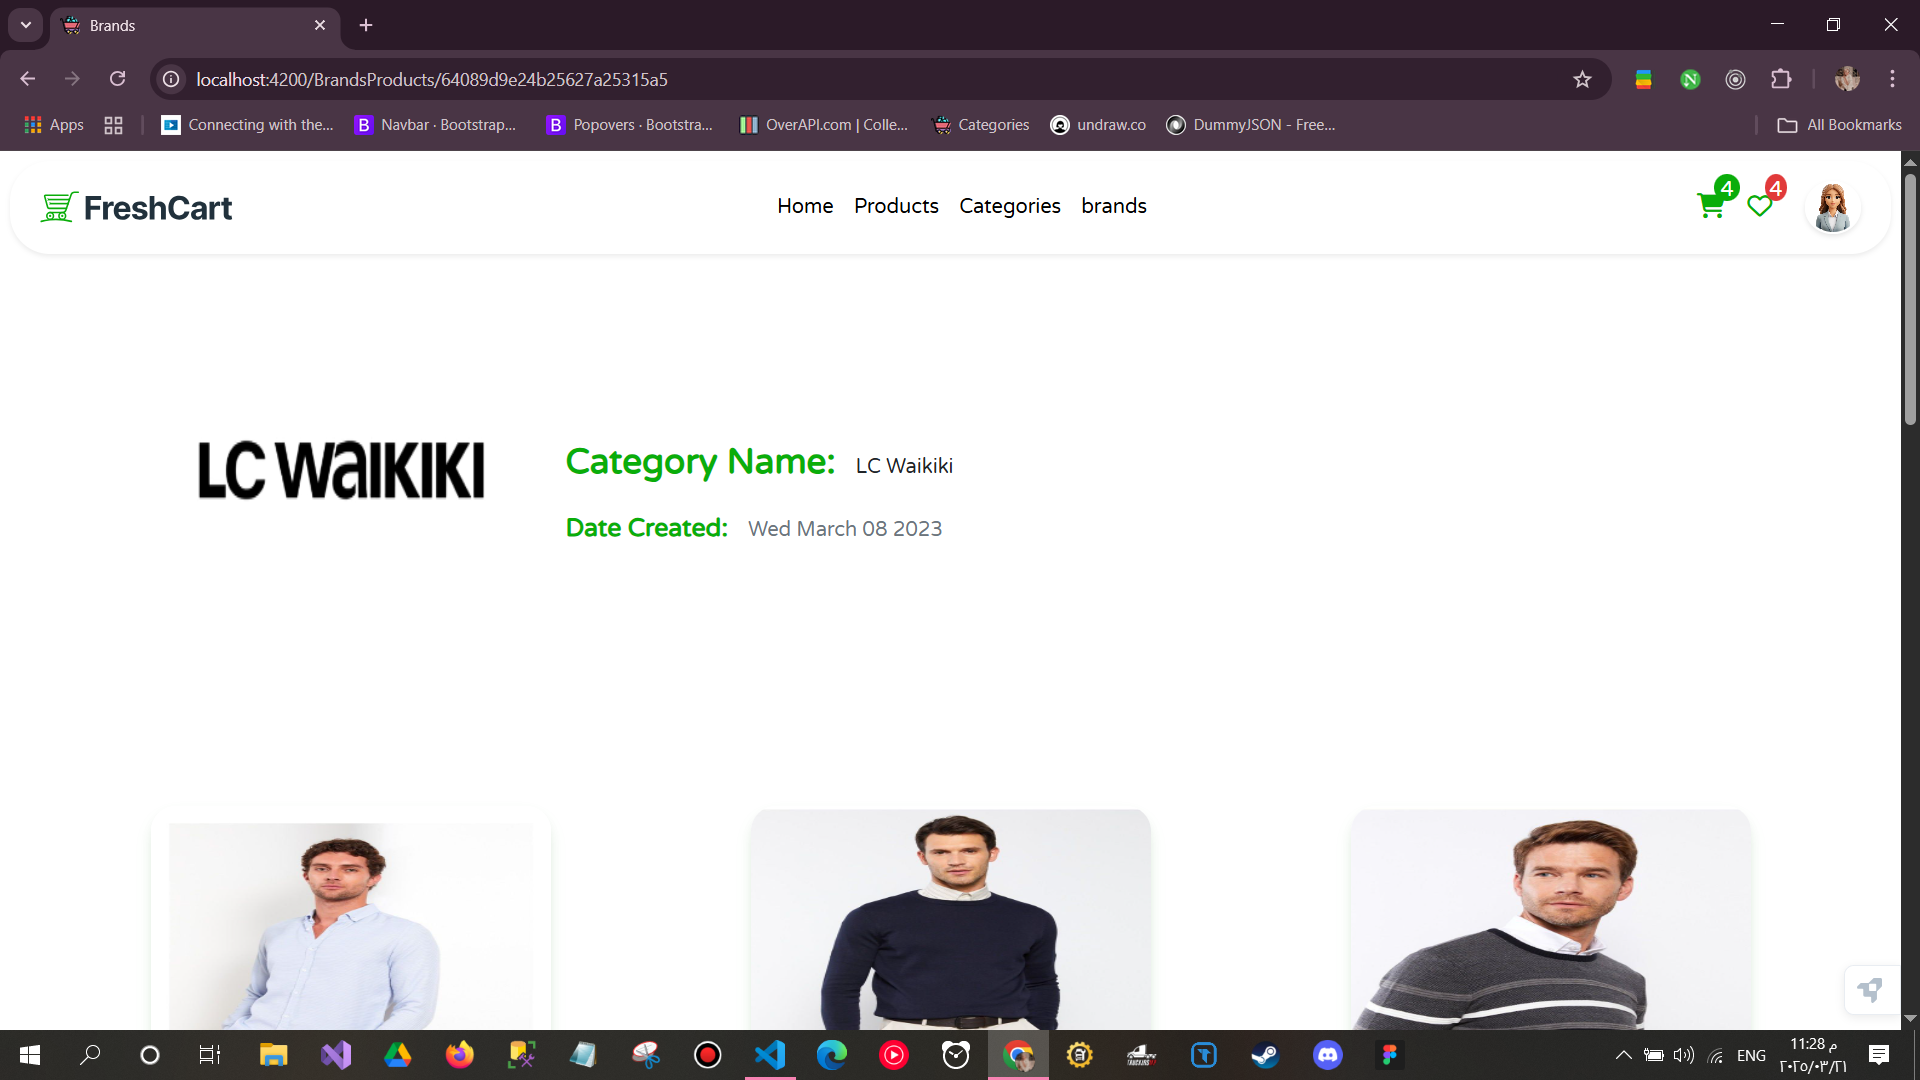 Brands
localhost:4200/BrandsProducts/64089d9e24b25627a25315a5
Apps
Connecting with the...
B Navbar · Bootstrap...
B Popovers · Bootstra...
OverAPI.com | Colle...
Categories
undraw.co
DummyJSON - Free...
All Bookmarks
FreshCart
Home
Products
Categories
brands
4
4
LC WAIKIKI
Category Name: LC Waikiki
Date Created: Wed March 08 2023
ENG
11:28 م
٢٠٢٥/٠٣/٢١